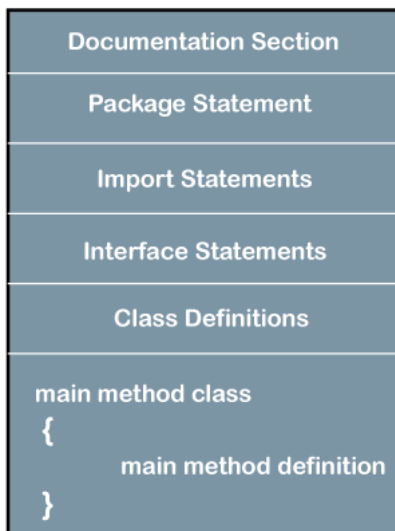 Documentation Section
Package Statement
Import Statements
Interface Statements
Class Definitions
main method class
{
main method definition
}